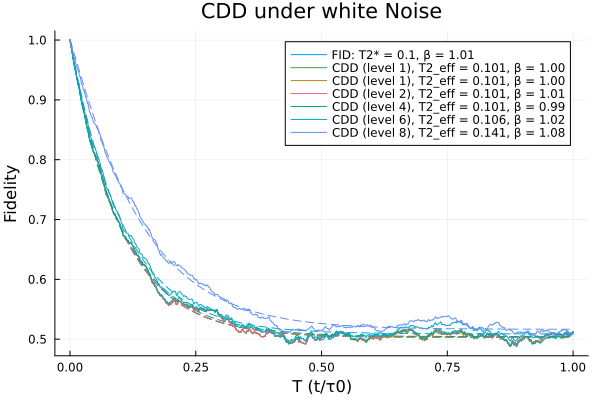 CDD under white Noise
1.0
0.9
0.8
0.7
0.6
0.5
Fidelity
FID: T2* = 0.1, β = 1.01
CDD (level 1), T2_eff = 0.101, β = 1.00
CDD (level 1), T2_eff = 0.101, β = 1.00
CDD (level 2), T2_eff = 0.101, β = 1.01
CDD (level 4), T2_eff = 0.101, β = 0.99
CDD (level 6), T2_eff = 0.106, β = 1.02
CDD (level 8), T2_eff = 0.141, β = 1.08
0.00 0.25 0.50 0.75 1.00
T (t/τ0)